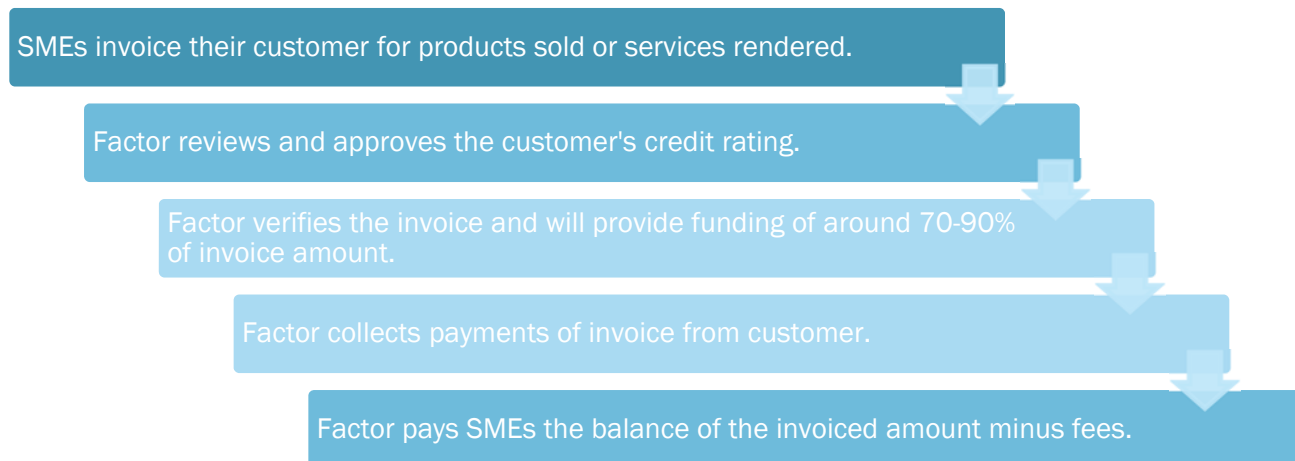 SMEs invoice their customer for products sold or services rendered.
Factor reviews and approves the customer's credit rating.
Factor verifies the invoice and will provide funding of around 70-90%
of invoice amount.
Factor collects payments of invoice from customer.
Factor pays SMEs the balance of the invoiced amount minus fees.